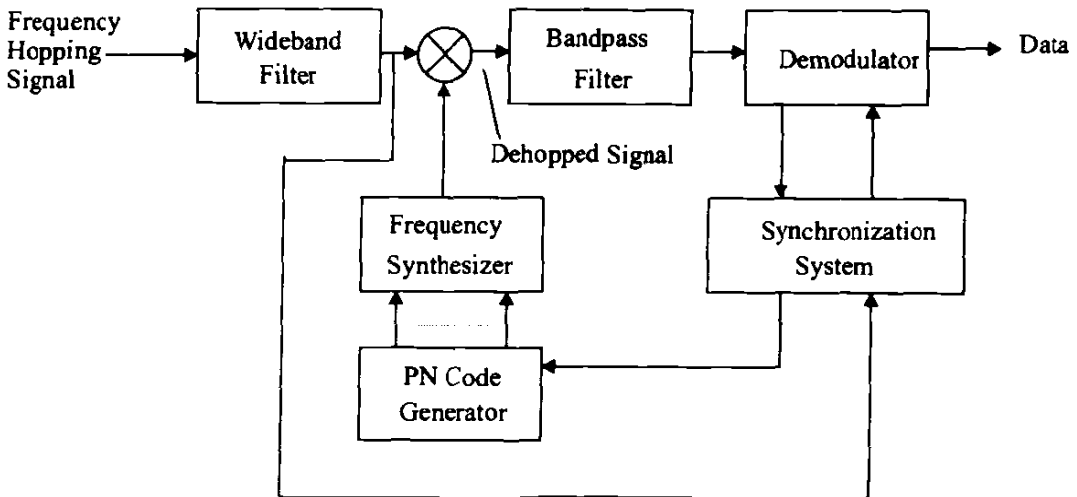 Frequency
Hopping
Signal
Wideband
Filter
Bandpass
Filter
Demodulator
Data
Dehopped Signal
Frequency
Synthesizer
Synchronization
System
PN Code
Generator